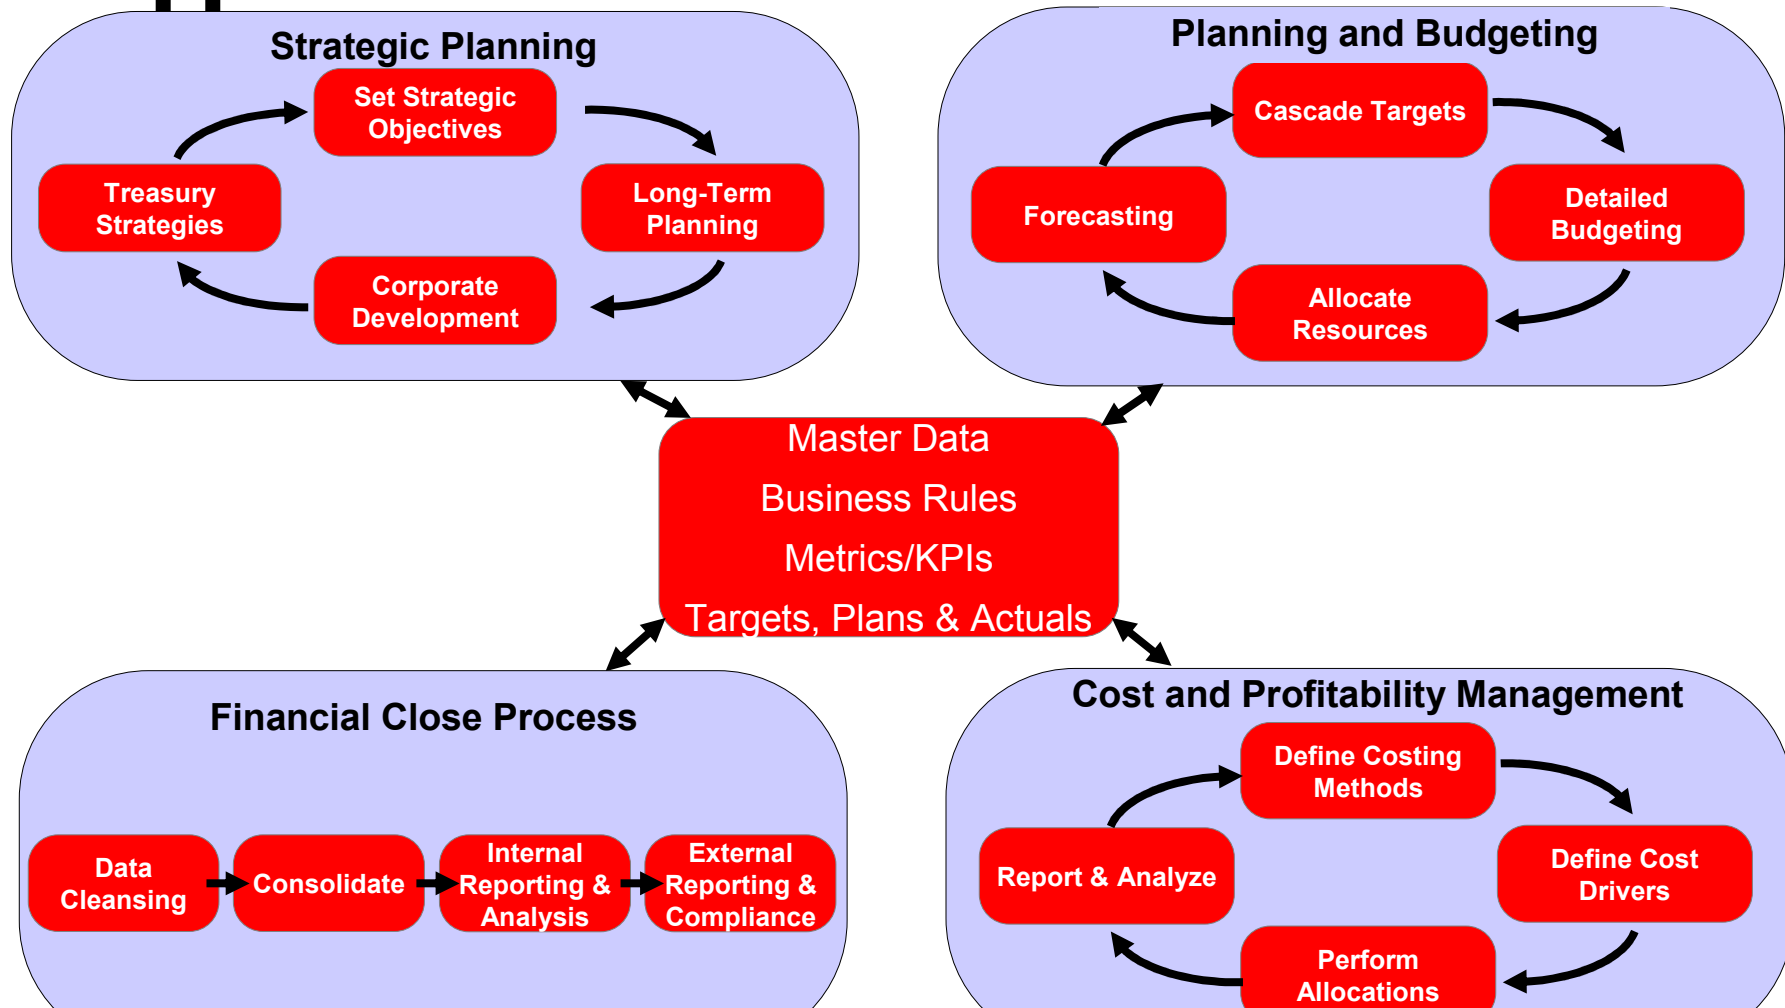 Strategic Planning
Set Strategic
Objectives
Treasury
Strategies
Long-Term
Planning
Corporate
Development
Planning and Budgeting
Cascade Targets
Forecasting
Detailed
Budgeting
Allocate
Resources
Master Data
Business Rules
Metrics/KPIs
Targets, Plans & Actuals
Financial Close Process
Data
Cleansing
Consolidate
Internal
Reporting &
Analysis
External
Reporting &
Compliance
Cost and Profitability Management
Define Costing
Methods
Report & Analyze
Define Cost
Drivers
Perform
Allocations